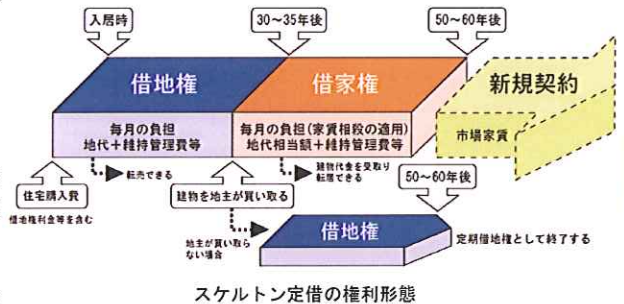 入居時
30〜35年後
50〜60年後
借地権
借家権
新規契約
毎月の負担
地代＋維持管理費等
毎月の負担(家賃相殺の適用)
地代相当額＋維持管理費等
市場家賃
住宅購入費
借地権利金等を含む
転売できる
建物を地主が買い取る
建物代金を受取り
転居できる
50〜60年後
地主が買い取ら
ない場合
借地権
定期借地権として終了する
スケルトン定借の権利形態